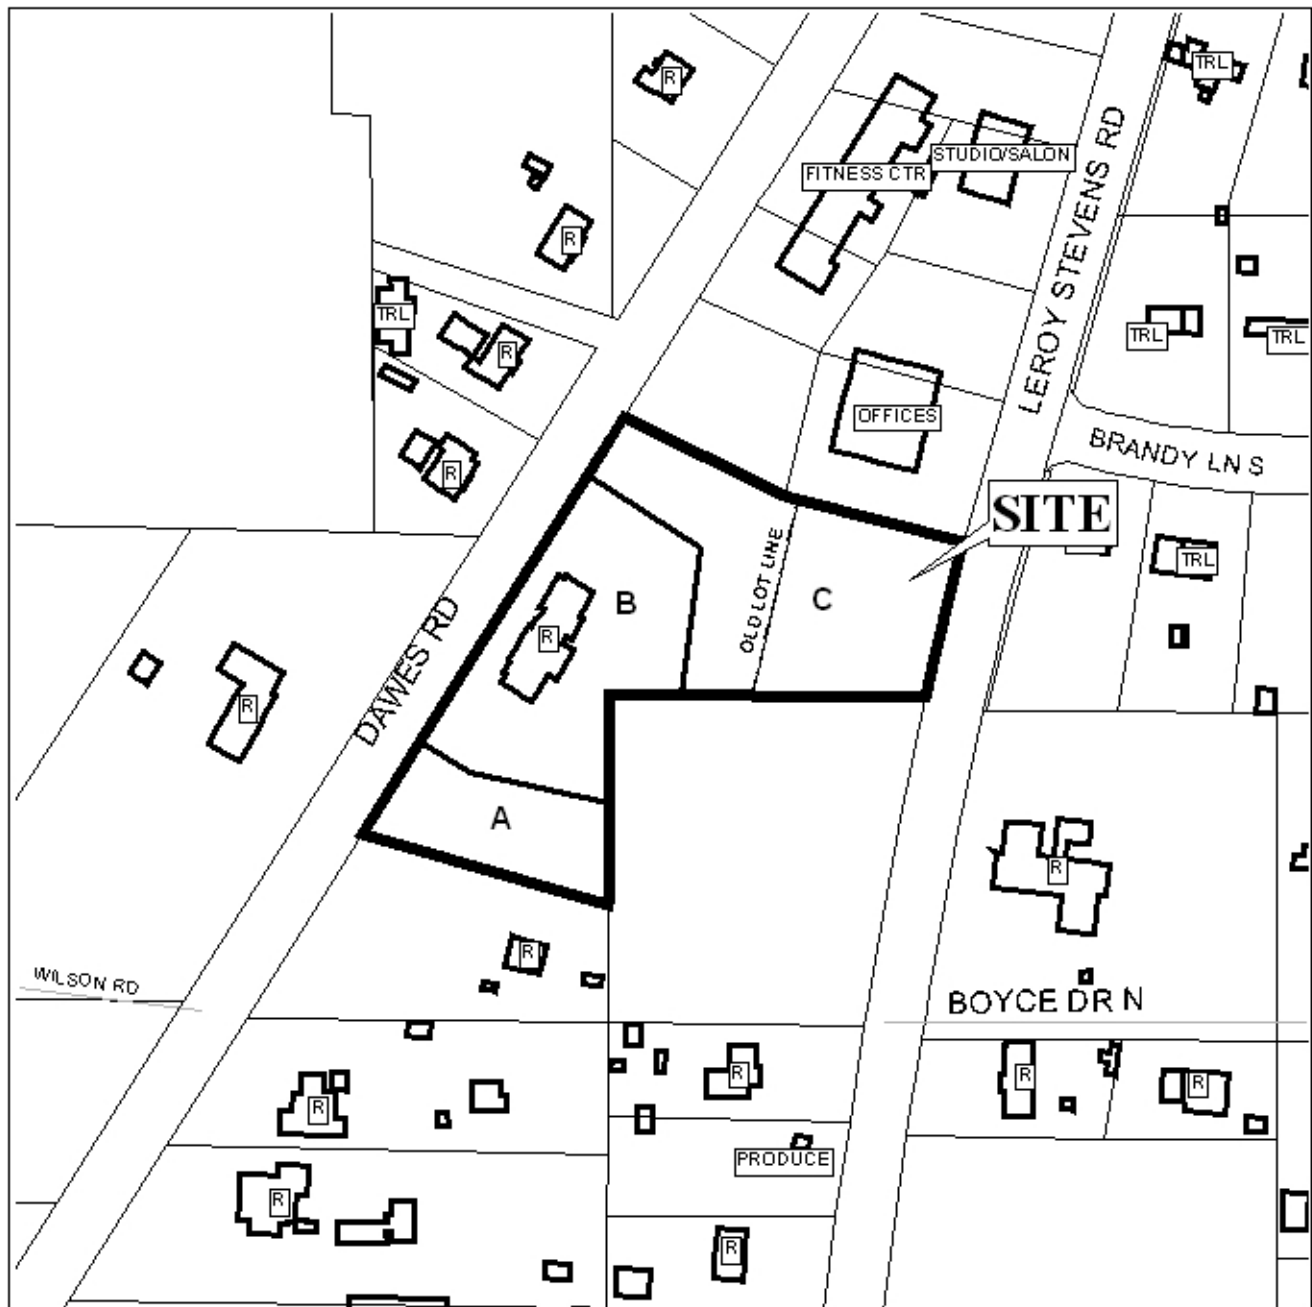 R
TRL
STUDIO/SALON
FITNESS CTR
LEROY STEVENS RD
R
TRL
R
TRL
TRL
OFFICES
BRANDY LN S
R
SITE
TRL
OLD LOT LINE
B
C
R
DAWES RD
R
A
R
R
WILSON RD
BOYCE DR N
R
R
R
R
PRODUCE
R
R